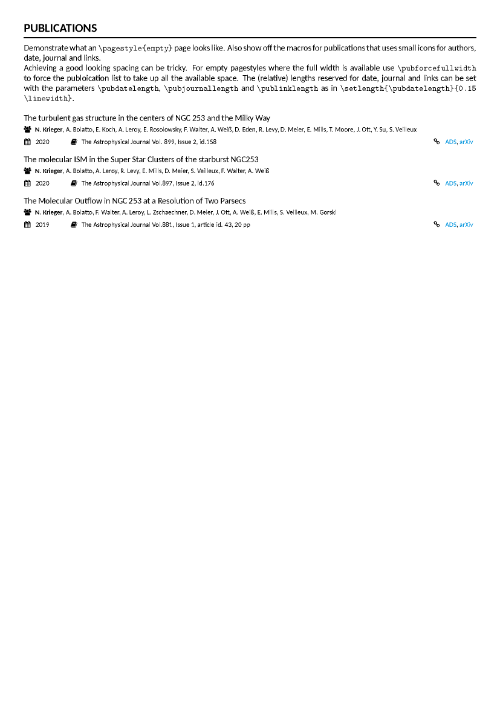 PUBLICATIONS
Demonstrate what an \pagestyle{empty} page looks like. Also show off the macros for publications that uses small icons for authors,
date, journal and links.
Achieving a good looking spacing can be tricky. For empty pagestyles where the full width is available use \pubforcefullwidth
to force the publoication list to take up all the available space. The (relative) lengths reserved for date, journal and links can be set
with the parameters \pubdatelength, \pubjournallength and \publinklength as in \setlength{\pubdatelength}{0.15
\linewidth}.
The turbulent gas structure in the centers of NGC 253 and the Milky Way
N. Krieger, A. Bolatto, E. Koch, A. Leroy, E. Rosolowsky, F. Walter, A. Weiß, D. Eden, R. Levy, D. Meier, E. Mills, T. Moore, J. Ott, Y. Su, S. Veilleux
2020 The Astrophysical Journal Vol. 899, Issue 2, id.158 ADS, arXiv
The molecular ISM in the Super Star Clusters of the starburst NGC253
N. Krieger, A. Bolatto, A. Leroy, R. Levy, E. Mills, D. Meier, S. Veilleux, F. Walter, A. Weiß
2020 The Astrophysical Journal Vol.897, Issue 2, id.176 ADS, arXiv
The Molecular Outflow in NGC 253 at a Resolution of Two Parsecs
N. Krieger, A. Bolatto, F. Walter, A. Leroy, L. Zschaechner, D. Meier, J. Ott, A. Weiß, E. Mills, S. Veilleux, M. Gorski
2019 The Astrophysical Journal Vol.881, Issue 1, article id. 43, 20 pp ADS, arXiv